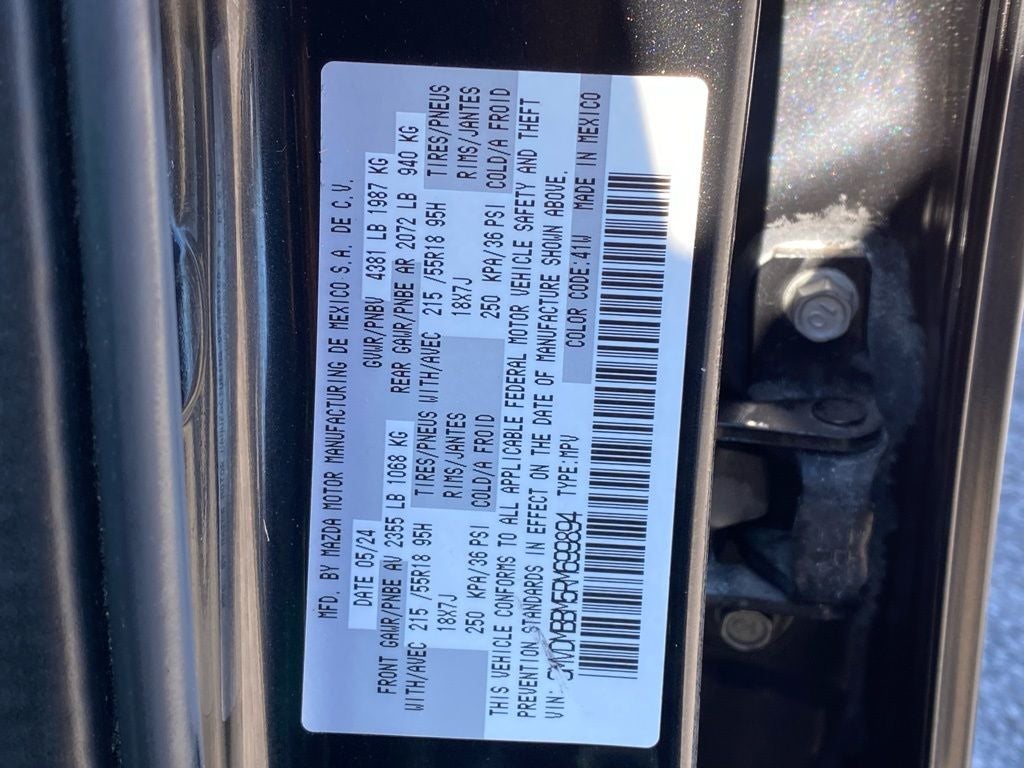 MFD. BY MAZDA MOTOR MANUFACTURING DE MEXICO S.A. DE C.V.
DATE 05/24 GVWR/PNBV 4381 LB 1987 KG
FRONT GAWR/PNBE AV 2355 LB 1068 KG REAR GAWR/PNBE AR 2072 LB 940 KG
WITH/AVEC 215 /55R18 95H TIRES/PNEUS WITH/AVEC 215 /55R18 95H TIRES/PNEUS
18X7J RIMS/JANTES 18X7J RIMS/JANTES
250 KPA/36 PSI COLD/A FROID 250 KPA/36 PSI COLD/A FROID
THIS VEHICLE CONFORMS TO ALL APPLICABLE FEDERAL MOTOR VEHICLE SAFETY AND THEFT
PREVENTION STANDARDS IN EFFECT ON THE DATE OF MANUFACTURE SHOWN ABOVE.
VIN: 3MVDMBBM5RM699894 TYPE:MPV COLOR CODE:41W MADE IN MEXICO